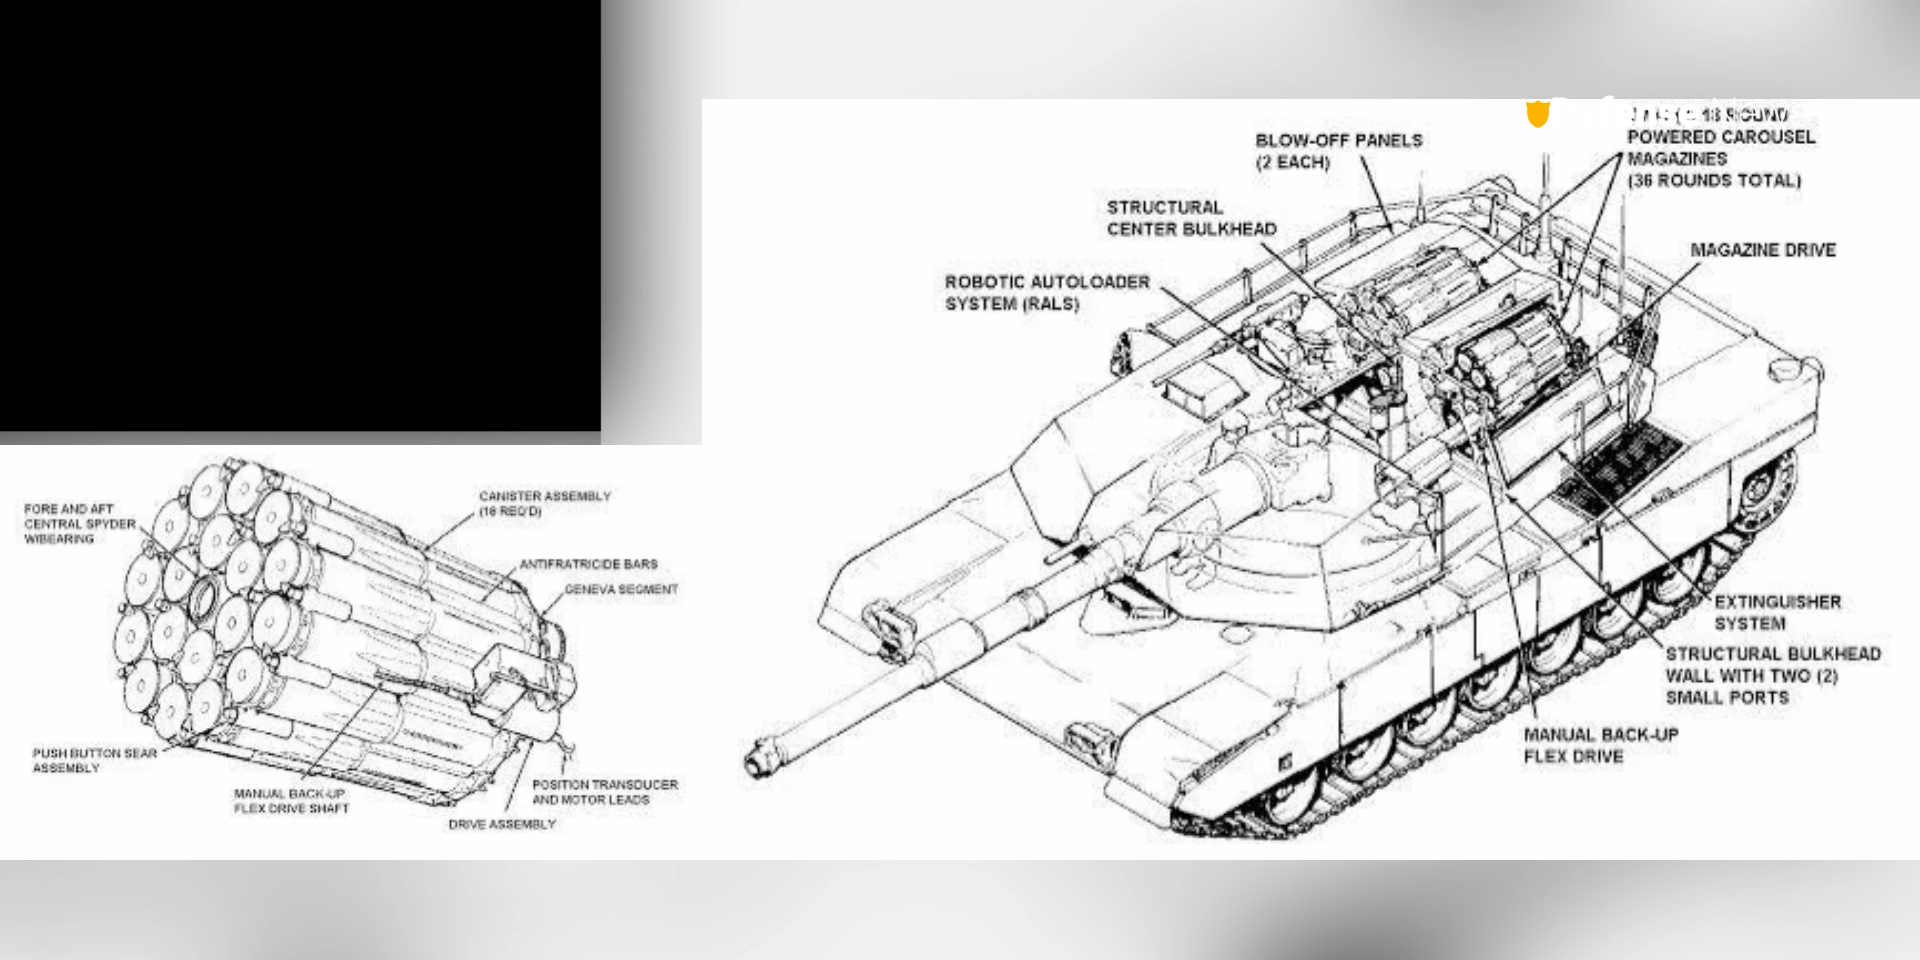 BLOW-OFF PANELS
(2 EACH)
18 ROUND
POWERED CAROUSEL
MAGAZINES
(36 ROUNDS TOTAL)
STRUCTURAL
CENTER BULKHEAD
MAGAZINE DRIVE
ROBOTIC AUTOLOADER
SYSTEM (RALS)
EXTINGUISHER
SYSTEM
STRUCTURAL BULKHEAD
WALL WITH TWO (2)
SMALL PORTS
MANUAL BACK-UP
FLEX DRIVE
CANISTER ASSEMBLY
(18 REQ'D)
FORE AND AFT
CENTRAL SPYDER
W/BEARING
ANTIFRATRICIDE BARS
GENEVA SEGMENT
PUSH BUTTON SEAR
ASSEMBLY
MANUAL BACK-UP
FLEX DRIVE SHAFT
POSITION TRANSDUCER
AND MOTOR LEADS
DRIVE ASSEMBLY